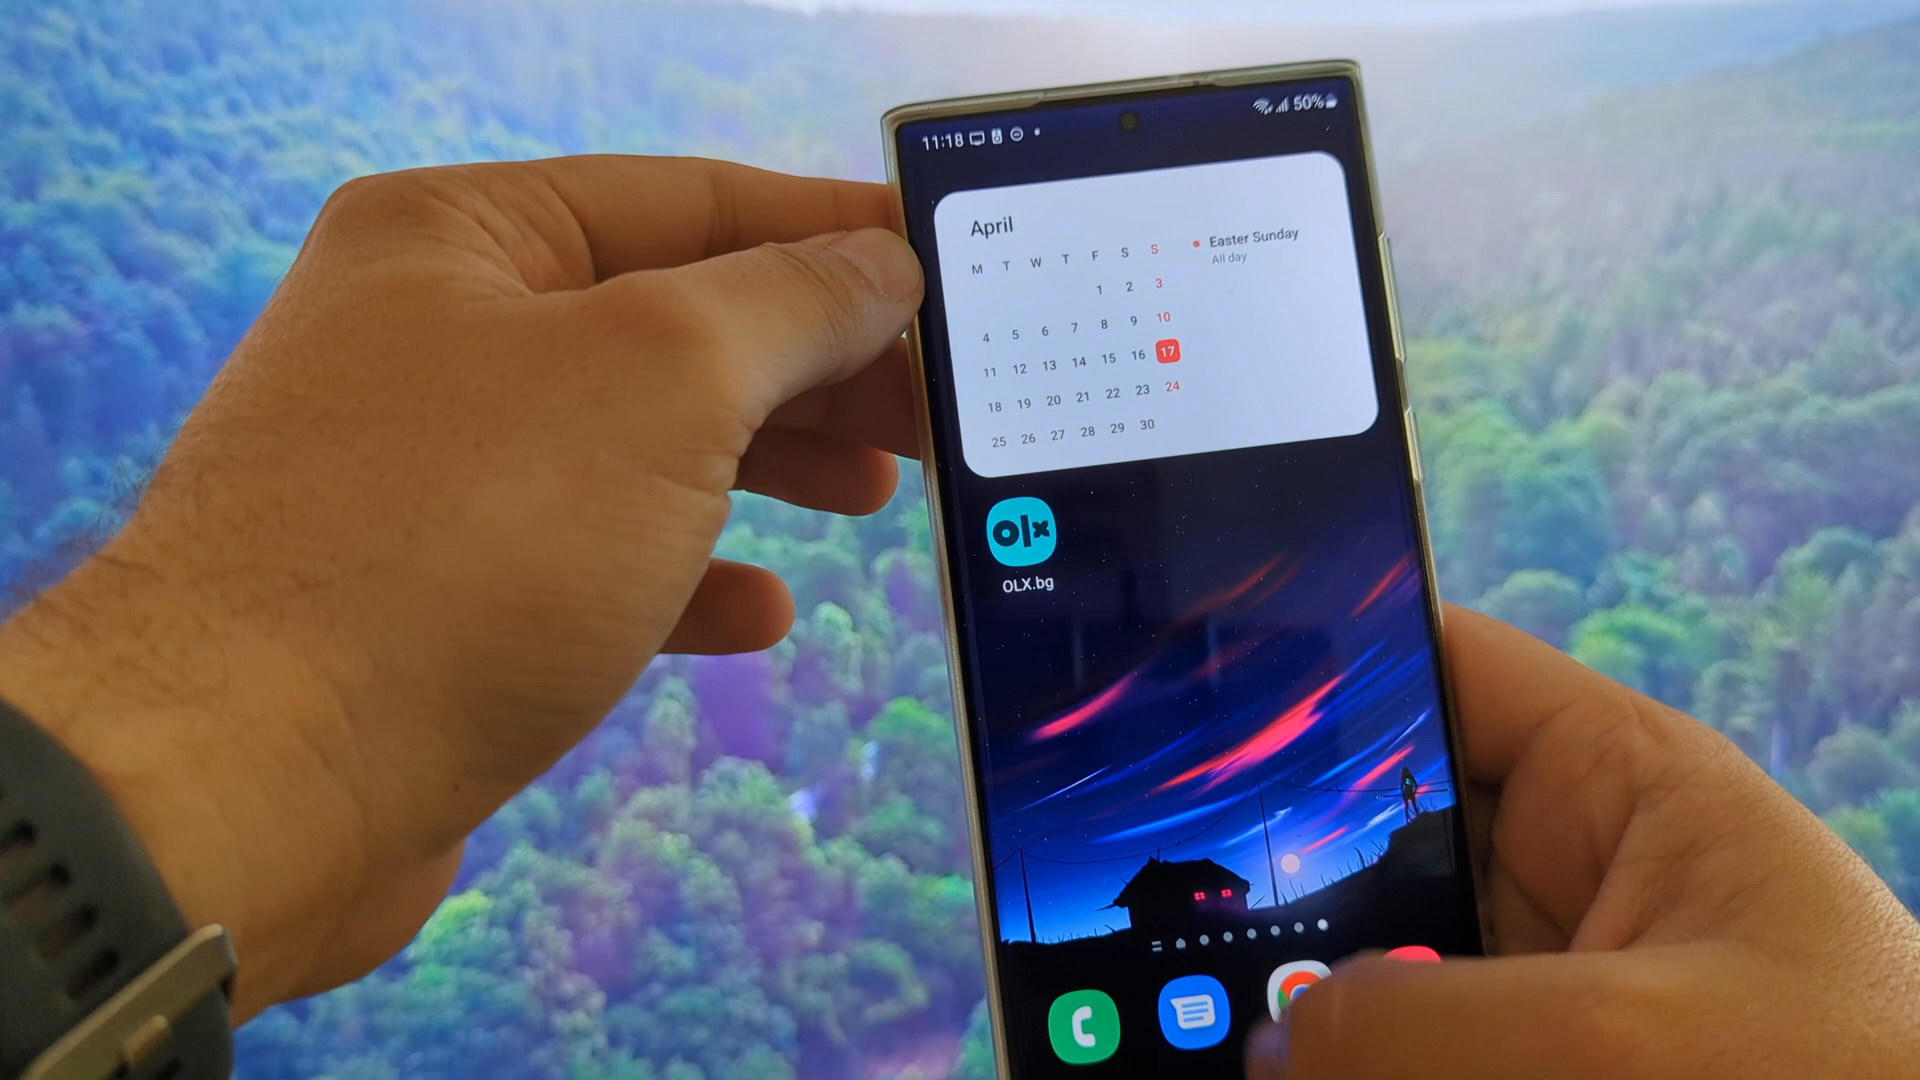 11:18
50%
April
M T W T F S S
1 2 3
4 5 6 7 8 9 10
11 12 13 14 15 16 17
18 19 20 21 22 23 24
25 26 27 28 29 30
Easter Sunday
All day
olx
OLX.bg